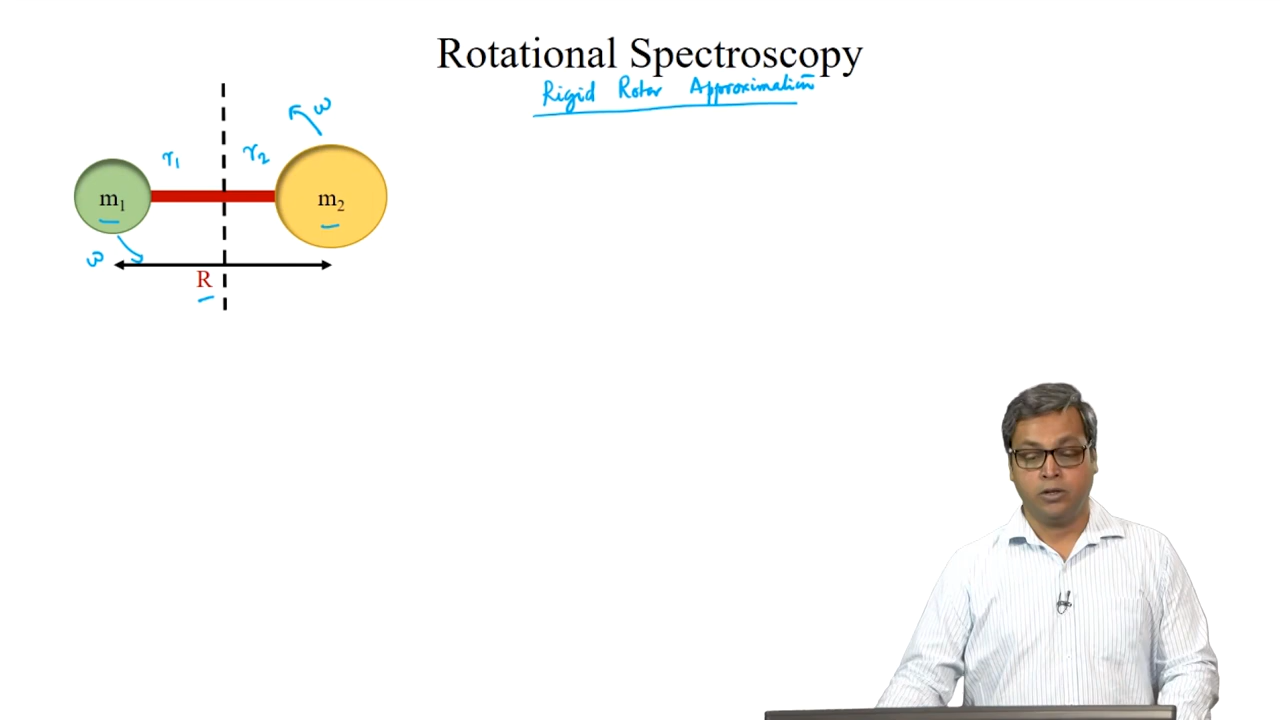 Rotational Spectroscopy
Rigid Rotor Approximation
ω
r₁ r₂
m₁ m₂
ω
R